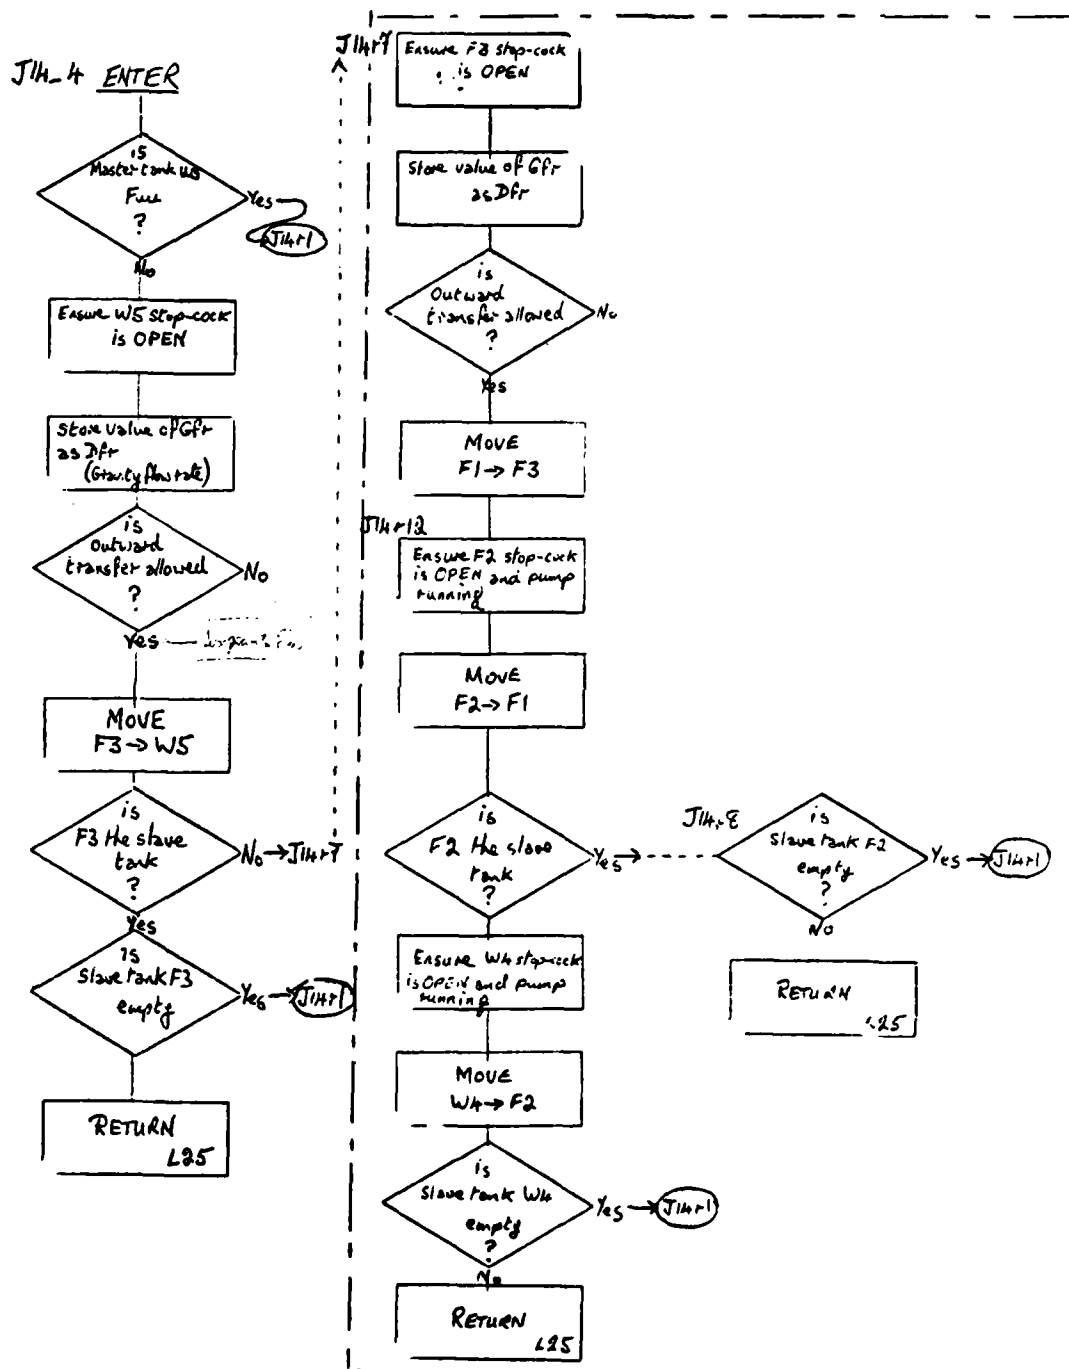 J14_4 ENTER
is
Master tank W5
Full
?
Yes
J14r1
No
Ensure W5 stop-cock
is OPEN
Store value of Gfr
as Dfr
(Gravity flow rate)
is
Outward
transfer allowed
?
No
Yes
MOVE
F3→W5
is
F3 the slave
tank
?
No→J14r7
Yes
Is
Slave tank F3
empty
?
Yes→J14r1
RETURN
L25
J14r7
Ensure F3 stop-cock
is OPEN
Store value of Gfr
as Dfr
is
Outward
transfer allowed
?
No
Yes
MOVE
F1→F3
J14r12
Ensure F2 stop-cock
is OPEN and pump
running
MOVE
F2→F1
is
F2 the slave
tank
?
Yes→
Ensure W4 stop-cock
is OPEN and pump
running
MOVE
W4→F2
is
Slave tank W4
empty
?
Yes→J14r1
No
RETURN
L25
J14r8
is
Slave tank F2
empty
?
Yes→J14r1
No
RETURN
L25